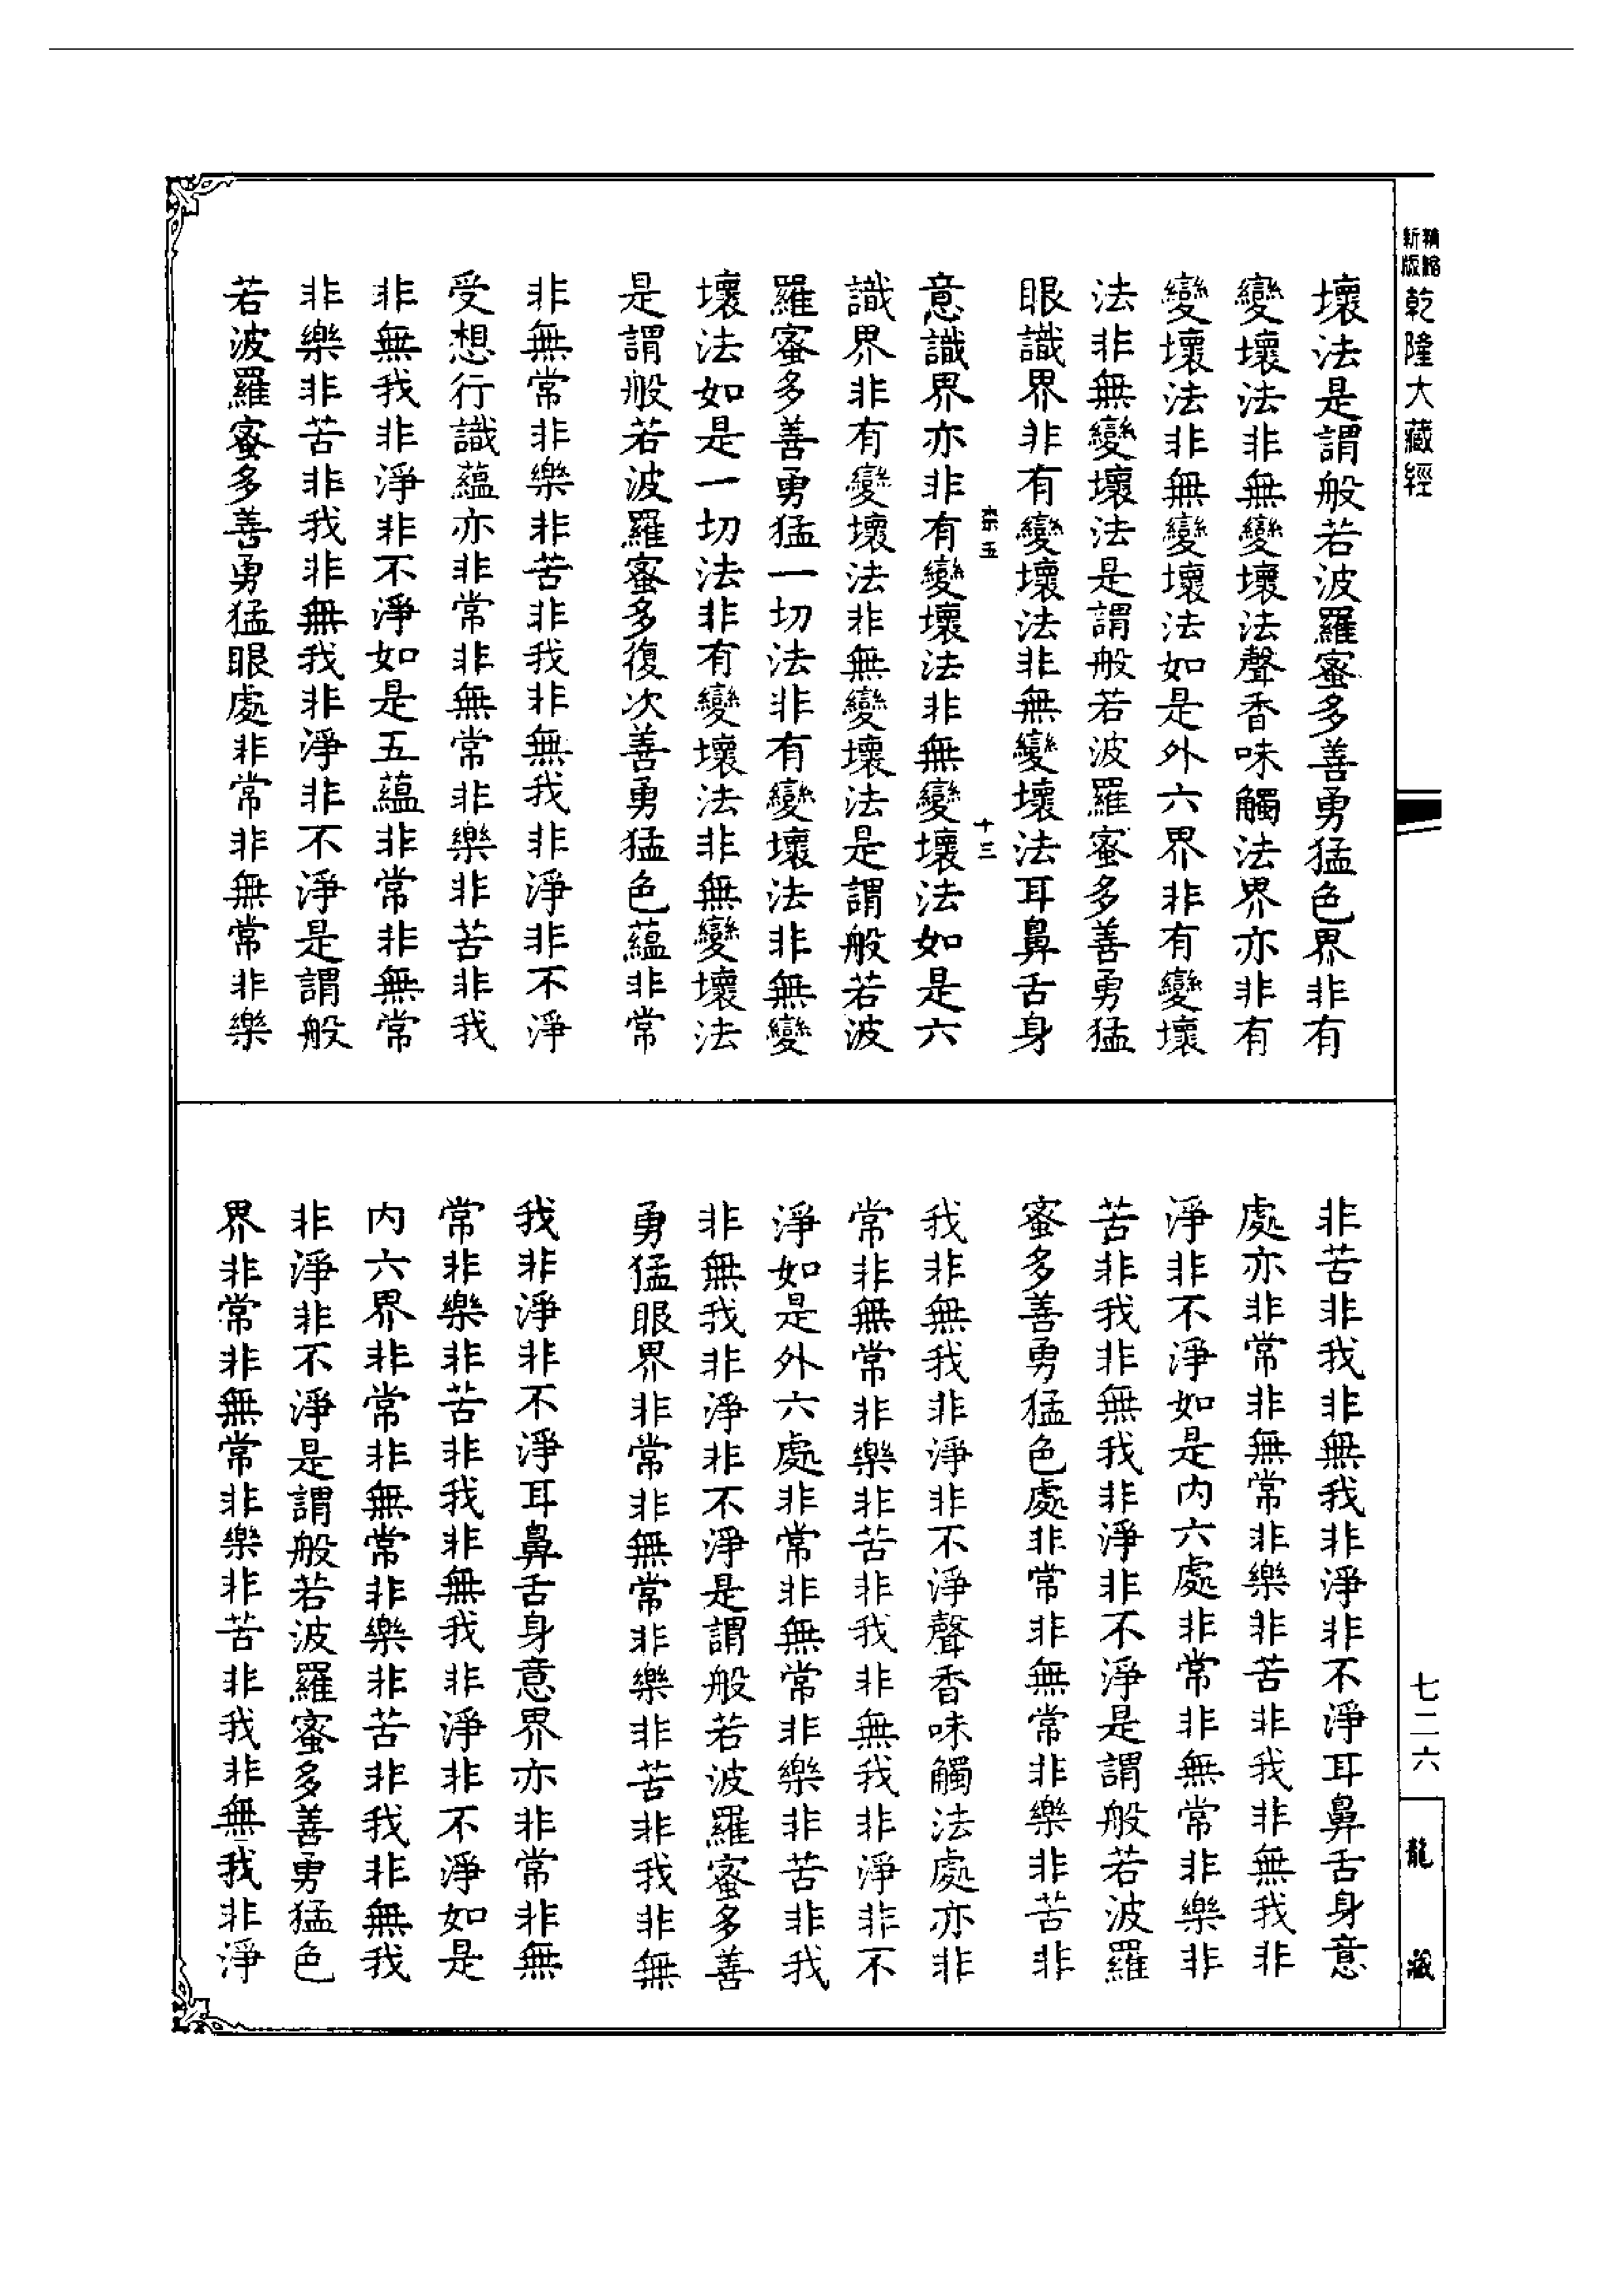 新版
精縮
乾隆大藏經
壞法是謂般若波羅蜜多善勇猛色界非有
變壞法非無變壞法聲香味觸法界亦非有
變壞法非無變壞法如是外六界非有變壞
法非無變壞法是謂般若波羅蜜多善勇猛
眼識界非有變壞法非無變壞法耳鼻舌身
柰五 十三
意識界亦非有變壞法非無變壞法如是六
識界非有變壞法非無變壞法是謂般若波
羅蜜多善勇猛一切法非有變壞法非無變
壞法如是一切法非有變壞法非無變壞法
是謂般若波羅蜜多復次善勇猛色蘊非常
非無常非樂非苦非我非無我非淨非不淨
受想行識蘊亦非常非無常非樂非苦非我
非無我非淨非不淨如是五蘊非常非無常
非樂非苦非我非無我非淨非不淨是謂般
若波羅蜜多善勇猛眼處非常非無常非樂
非苦非我非無我非淨非不淨耳鼻舌身意
處亦非常非無常非樂非苦非我非無我非
淨非不淨如是内六處非常非無常非樂非
苦非我非無我非淨非不淨是謂般若波羅
蜜多善勇猛色處非常非無常非樂非苦非
我非無我非淨非不淨聲香味觸法處亦非
常非無常非樂非苦非我非無我非淨非不
淨如是外六處非常非無常非樂非苦非我
非無我非淨非不淨是謂般若波羅蜜多善
勇猛眼界非常非無常非樂非苦非我非無
我非淨非不淨耳鼻舌身意界亦非常非無
常非樂非苦非我非無我非淨非不淨如是
内六界非常非無常非樂非苦非我非無我
非淨非不淨是謂般若波羅蜜多善勇猛色
界非常非無常非樂非苦非我非無我非淨
七二六
龍藏